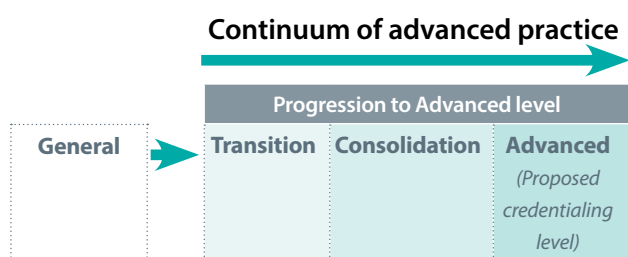 Continuum of advanced practice
Progression to Advanced level
General
Transition
Consolidation
Advanced
(Proposed
credentialing
level)